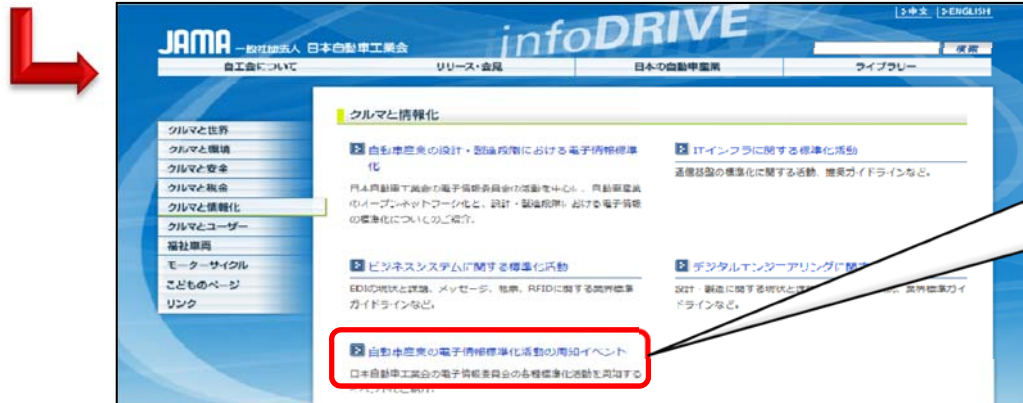 中文 ENGLISH
infoDRIVE
JAMA 一般社団法人 日本自動車工業会
検索
自工会について リリース・会見 日本の自動車産業 ライブラリー
クルマと情報化
クルマと世界
クルマと環境
クルマと安全
クルマと税金
クルマと情報化
クルマとユーザー
福祉車両
モーターサイクル
こどものページ
リンク
自動車産業の設計・製造段階における電子情報標準
化
日本自動車工業会の電子情報委員会の活動を中心に、自動車産業
のオープンネットワーク化と、設計・製造段階における電子情報
の標準化についてのご紹介。
ITインフラに関する標準化活動
通信基盤の標準化に関する活動、推奨ガイドラインなど。
ビジネスシステムに関する標準化活動
EDIの現状と課題、メッセージ、帳票、RFIDに関する業界標準
ガイドラインなど。
デジタルエンジニアリングに関す
設計・製造に関する現状と課題 業界標準ガイ
ドラインなど。
自動車産業の電子情報標準化活動の周知イベント
日本自動車工業会の電子情報委員会の各種標準化活動を周知する